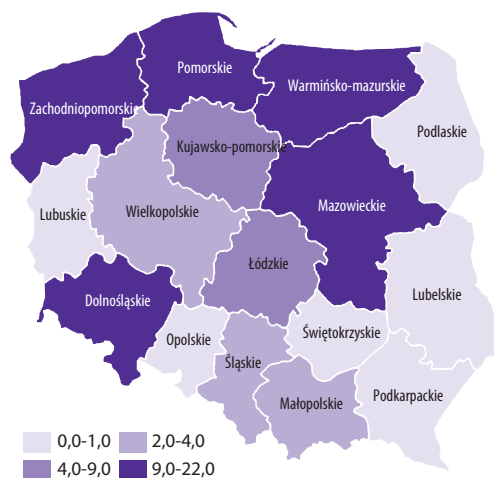 Pomorskie
Warmińsko-mazurskie
Zachodniopomorskie
Podlaskie
Kujawsko-pomorskie
Lubuskie
Wielkopolskie
Mazowieckie
Łódzkie
Dolnośląskie
Lubelskie
Opolskie
Świętokrzyskie
Śląskie
Podkarpackie
Małopolskie
0,0-1,0 2,0-4,0
4,0-9,0 9,0-22,0